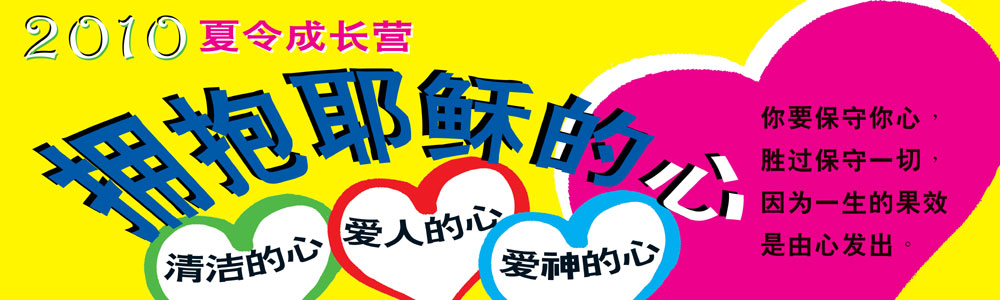 2010 夏令成长营
拥抱耶稣的心
清洁的心
爱人的心
爱神的心
你要保守你心，
胜过保守一切，
因为一生的果效
是由心发出。